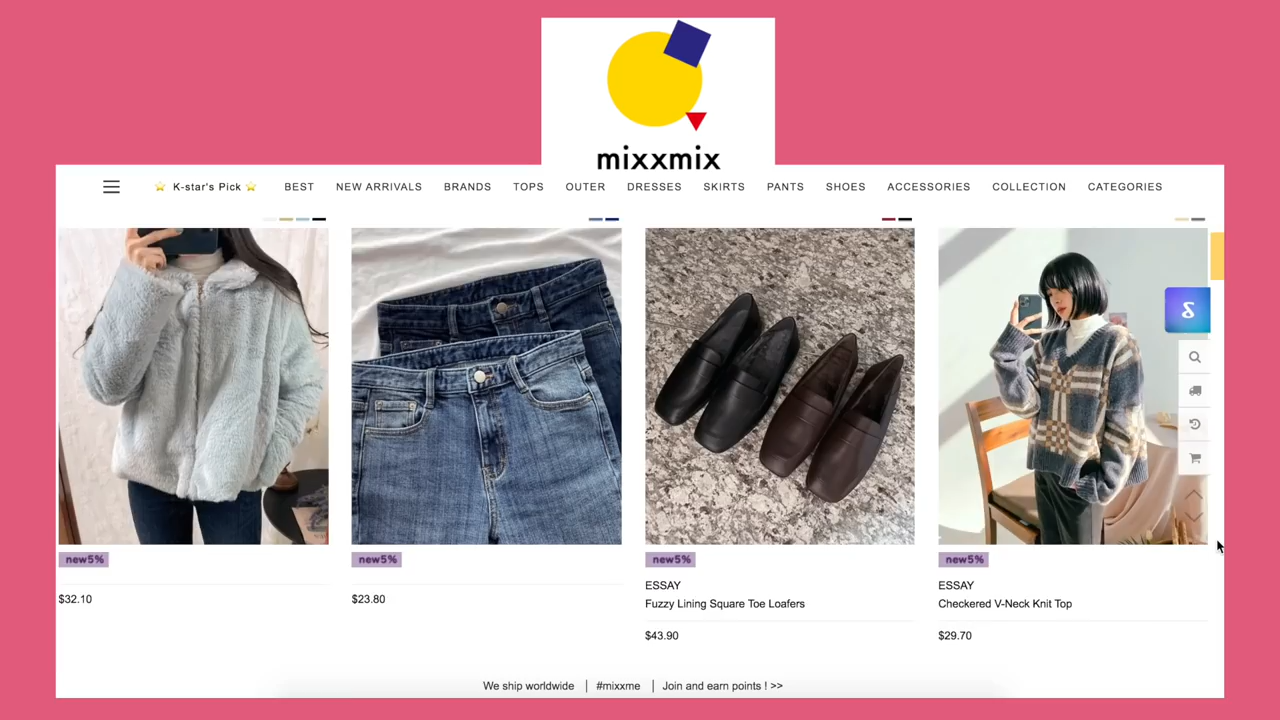 mixxmix
K-star's Pick
BEST
NEW ARRIVALS
BRANDS
TOPS
OUTER
DRESSES
SKIRTS
PANTS
SHOES
ACCESSORIES
COLLECTION
CATEGORIES
new5%
$32.10
new5%
$23.80
new5%
ESSAY
Fuzzy Lining Square Toe Loafers
$43.90
new5%
ESSAY
Checkered V-Neck Knit Top
$29.70
We ship worldwide
#mixxme
Join and earn points ! >>